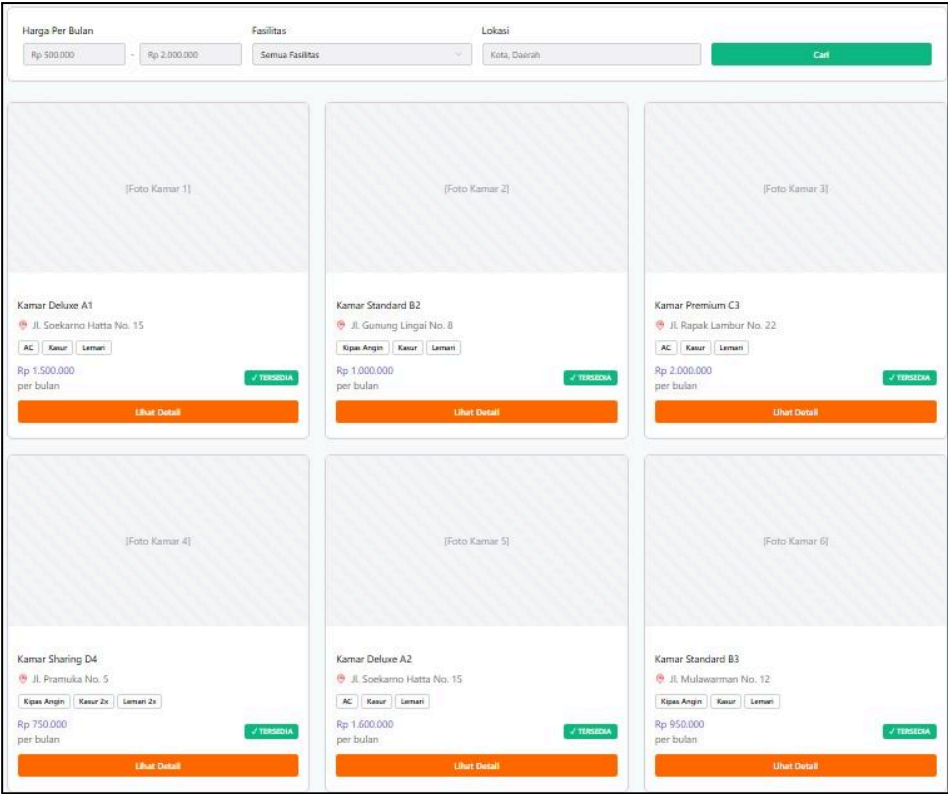 Harga Per Bulan
Fasilitas
Lokasi
Rp 500.000 - Rp 2.000.000
Semua Fasilitas
Kota, Daerah
Cari
[Foto Kamar 1]
[Foto Kamar 2]
[Foto Kamar 3]
Kamar Deluxe A1
Jl. Soekarno Hatta No. 15
AC Kasur Lemari
Rp 1.500.000
per bulan
✓ TERSEDIA
Lihat Detail
Kamar Standard B2
Jl. Gunung Lingai No. 8
Kipas Angin Kasur Lemari
Rp 1.000.000
per bulan
✓ TERSEDIA
Lihat Detail
Kamar Premium C3
Jl. Rapak Lambur No. 22
AC Kasur Lemari
Rp 2.000.000
per bulan
✓ TERSEDIA
Lihat Detail
[Foto Kamar 4]
[Foto Kamar 5]
[Foto Kamar 6]
Kamar Sharing D4
Jl. Pramuka No. 5
Kipas Angin Kasur 2x Lemari 2x
Rp 750.000
per bulan
✓ TERSEDIA
Lihat Detail
Kamar Deluxe A2
Jl. Soekarno Hatta No. 15
AC Kasur Lemari
Rp 1.600.000
per bulan
✓ TERSEDIA
Lihat Detail
Kamar Standard B3
Jl. Mulawarman No. 12
Kipas Angin Kasur Lemari
Rp 950.000
per bulan
✓ TERSEDIA
Lihat Detail